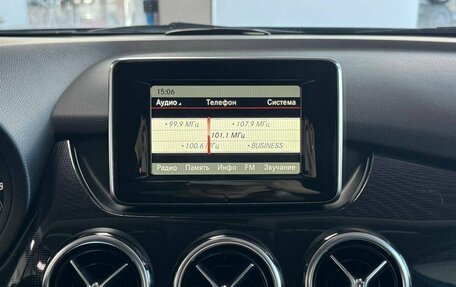 15:06
Аудио Телефон Система
• 99.9 МГц • 107.9 МГц
101.1 МГц
• 100.6 МГц • BUSINESS
Радио Память Инфо FM Звучание